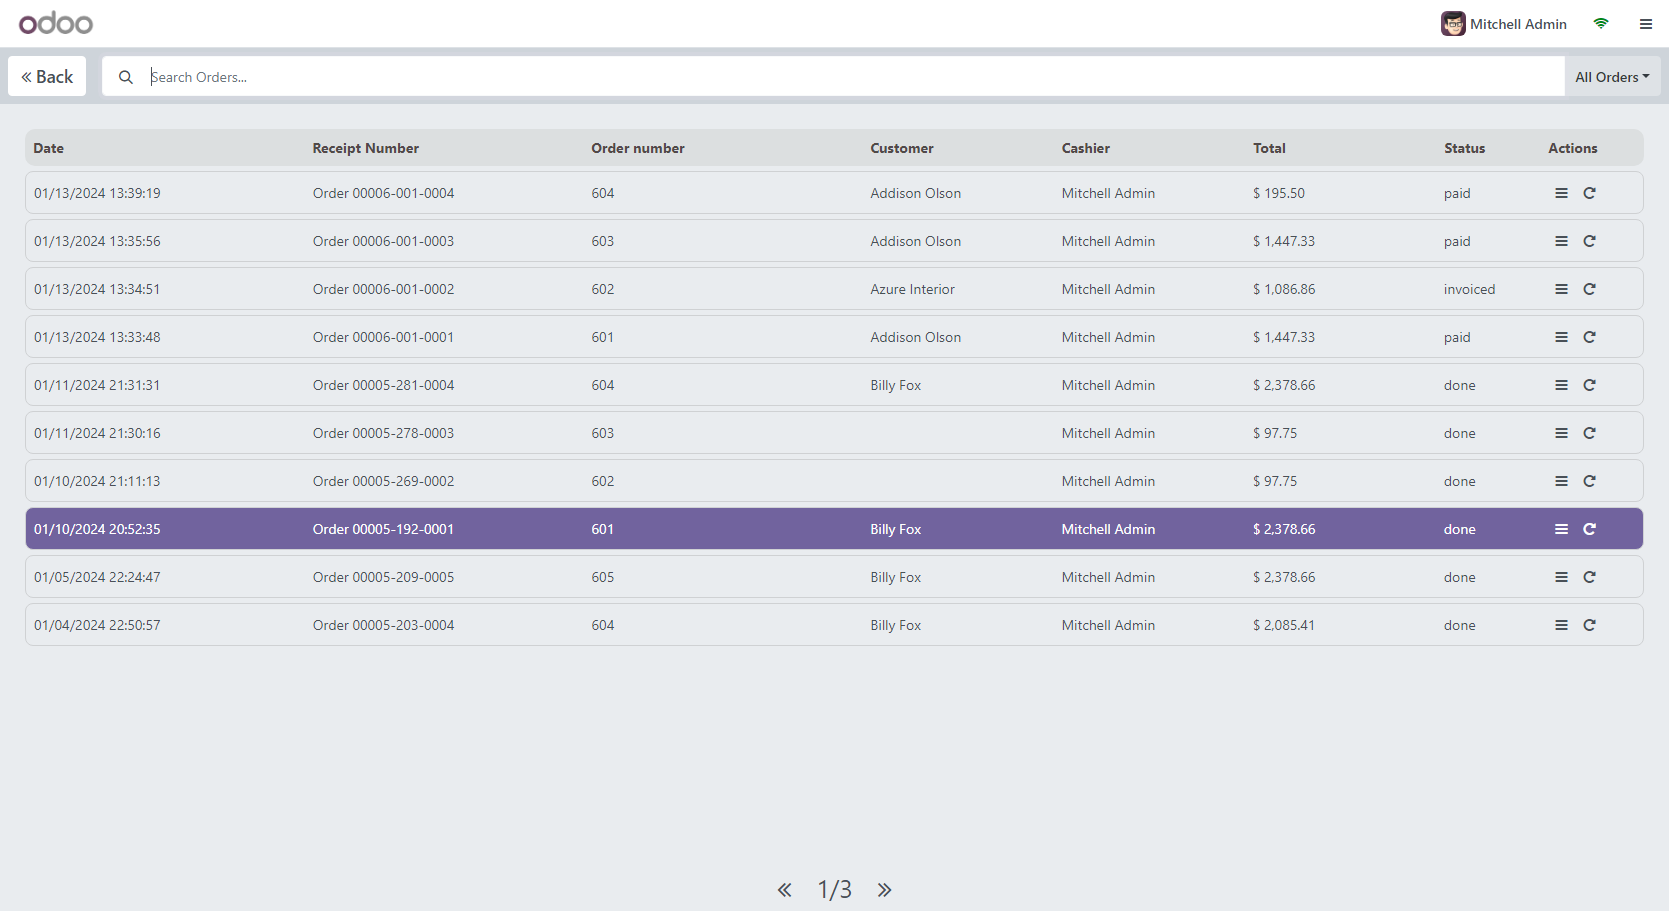 odoo Mitchell Admin
Back Search Orders... All Orders
Date Receipt Number Order number Customer Cashier Total Status Actions
01/13/2024 13:39:19 Order 00006-001-0004 604 Addison Olson Mitchell Admin $ 195.50 paid
01/13/2024 13:35:56 Order 00006-001-0003 603 Addison Olson Mitchell Admin $ 1,447.33 paid
01/13/2024 13:34:51 Order 00006-001-0002 602 Azure Interior Mitchell Admin $ 1,086.86 invoiced
01/13/2024 13:33:48 Order 00006-001-0001 601 Addison Olson Mitchell Admin $ 1,447.33 paid
01/11/2024 21:31:31 Order 00005-281-0004 604 Billy Fox Mitchell Admin $ 2,378.66 done
01/11/2024 21:30:16 Order 00005-278-0003 603 Mitchell Admin $ 97.75 done
01/10/2024 21:11:13 Order 00005-269-0002 602 Mitchell Admin $ 97.75 done
01/10/2024 20:52:35 Order 00005-192-0001 601 Billy Fox Mitchell Admin $ 2,378.66 done
01/05/2024 22:24:47 Order 00005-209-0005 605 Billy Fox Mitchell Admin $ 2,378.66 done
01/04/2024 22:50:57 Order 00005-203-0004 604 Billy Fox Mitchell Admin $ 2,085.41 done
1/3